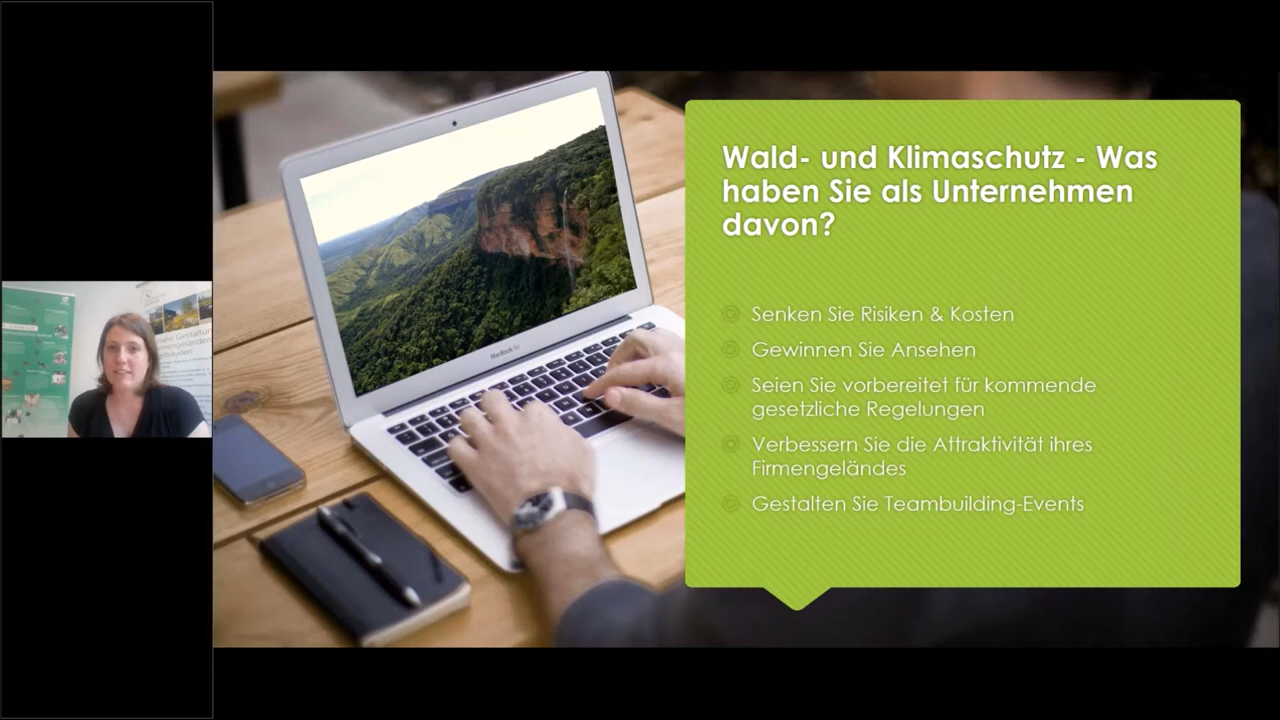 Wald- und Klimaschutz - Was
haben Sie als Unternehmen
davon?
Senken Sie Risiken & Kosten
Gewinnen Sie Ansehen
Seien Sie vorbereitet für kommende
gesetzliche Regelungen
Verbessern Sie die Attraktivität ihres
Firmengeländes
Gestalten Sie Teambuilding-Events
MacBook Air